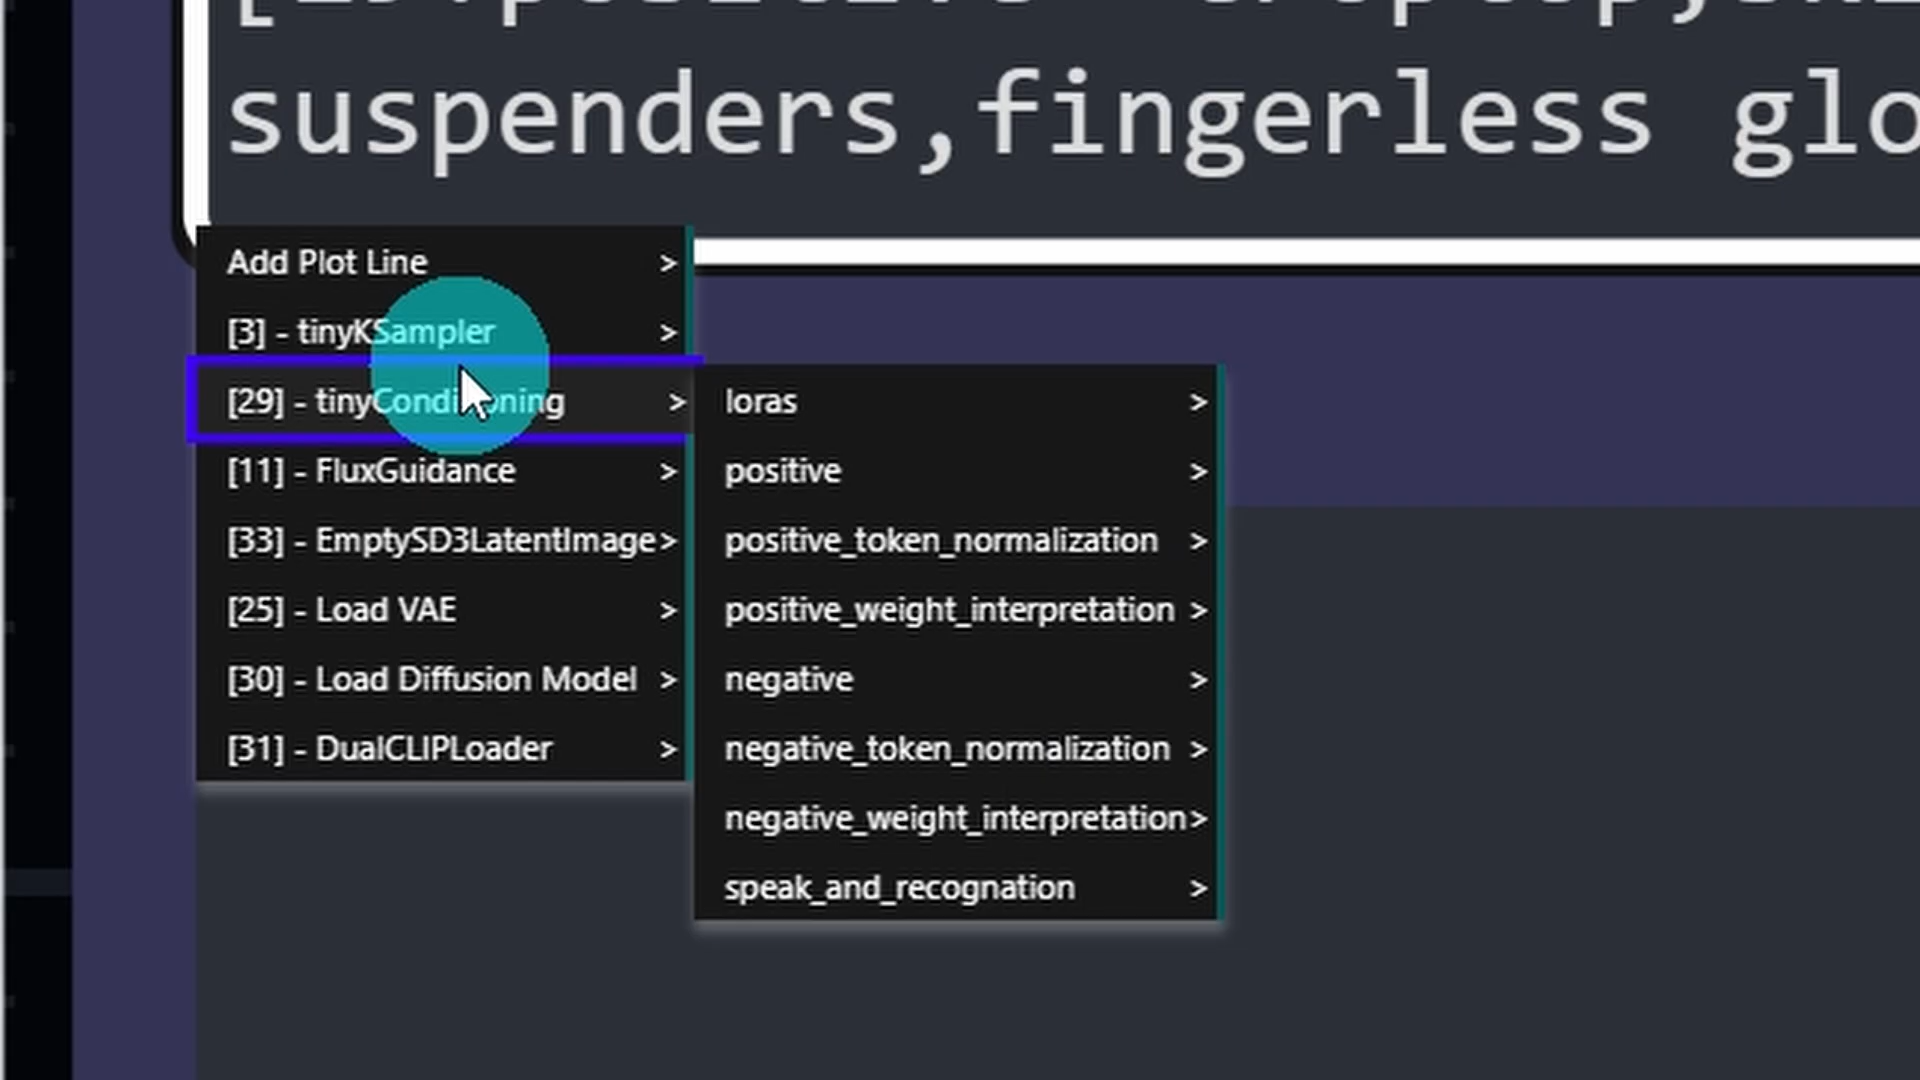 suspenders,fingerless glo
Add Plot Line >
[3] - tinyKSampler >
[29] - tinyConditioning >
[11] - FluxGuidance >
[33] - EmptySD3LatentImage>
[25] - Load VAE >
[30] - Load Diffusion Model >
[31] - DualCLIPLoader >
loras >
positive >
positive_token_normalization >
positive_weight_interpretation >
negative >
negative_token_normalization >
negative_weight_interpretation>
speak_and_recognation >